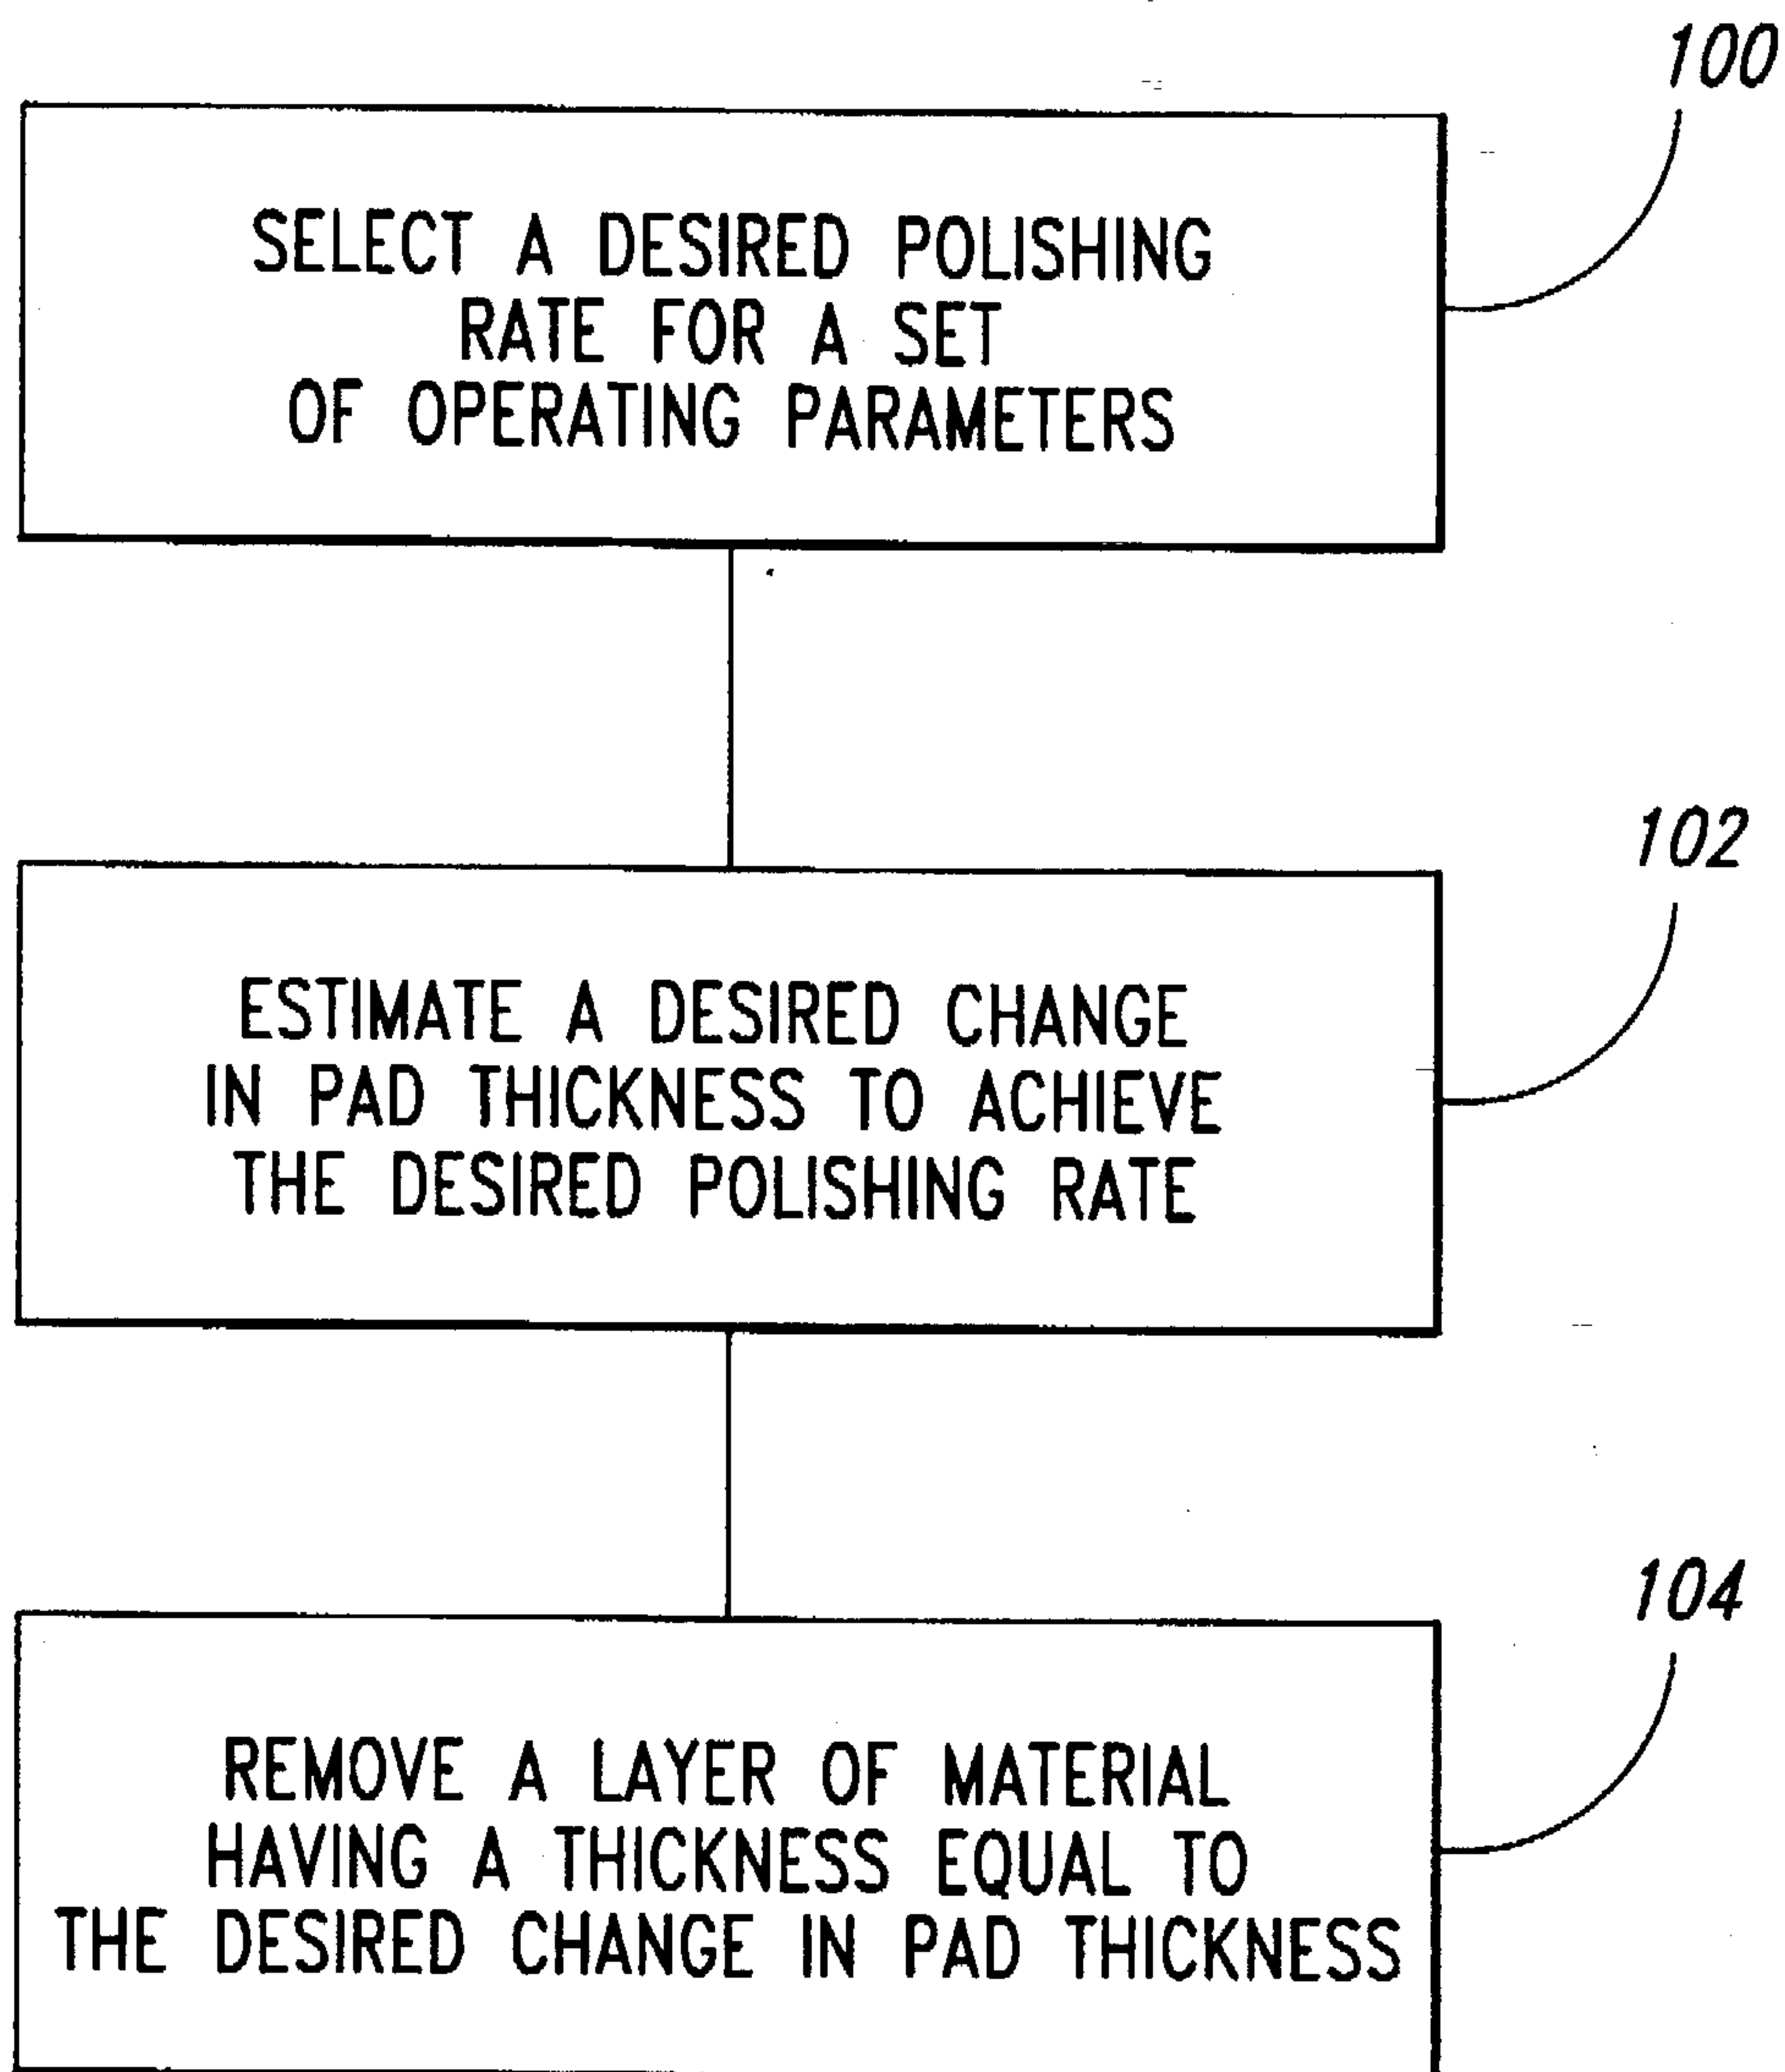 100
SELECT A DESIRED POLISHING
RATE FOR A SET
OF OPERATING PARAMETERS
102
ESTIMATE A DESIRED CHANGE
IN PAD THICKNESS TO ACHIEVE
THE DESIRED POLISHING RATE
104
REMOVE A LAYER OF MATERIAL
HAVING A THICKNESS EQUAL TO
THE DESIRED CHANGE IN PAD THICKNESS